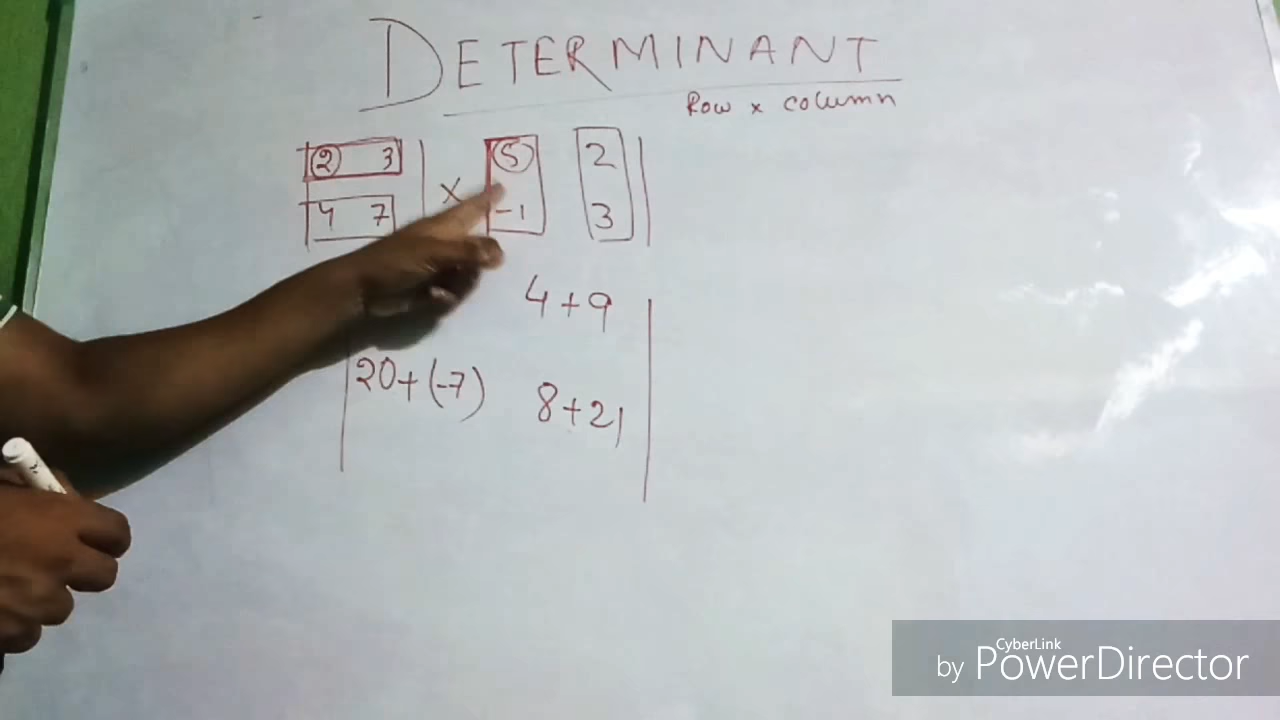 DETERMINANT
Row x column
| 2 3 | x | 5 2 |
| 4 7 | | -1 3 |
4+9
20+(-7) 8+21
CyberLink
by PowerDirector